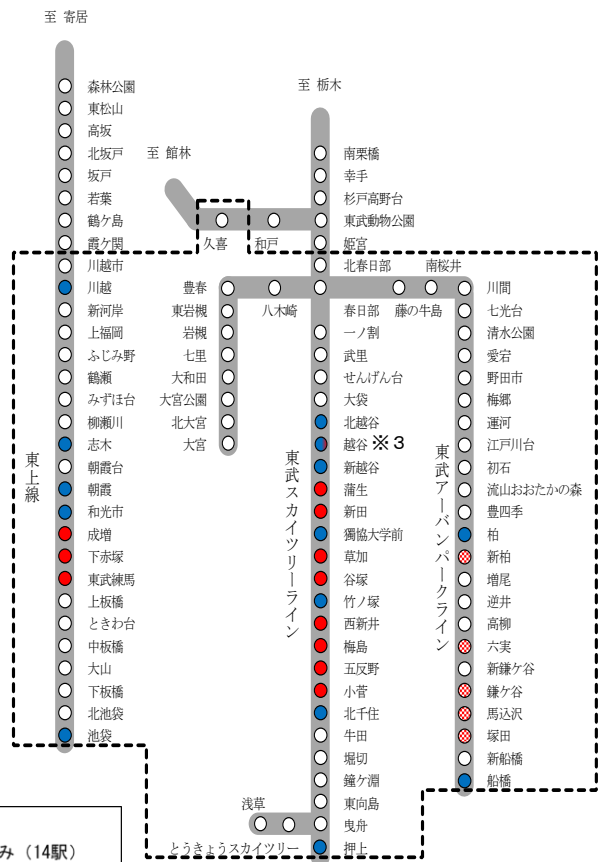 至 寄居
森林公園
東松山
高坂
北坂戸
坂戸
若葉
鶴ケ島
霞ケ関
川越市
川越
新河岸
上福岡
ふじみ野
鶴瀬
みずほ台
柳瀬川
志木
朝霞台
朝霞
和光市
成増
下赤塚
東武練馬
上板橋
ときわ台
中板橋
大山
下板橋
北池袋
池袋
東上線
至 館林
久喜
和戸
至 栃木
南栗橋
幸手
杉戸高野台
東武動物公園
姫宮
北春日部
春日部
一ノ割
武里
せんげん台
大袋
北越谷
越谷 ※3
新越谷
蒲生
新田
獨協大学前
草加
谷塚
竹ノ塚
西新井
梅島
五反野
小菅
北千住
牛田
堀切
鐘ケ淵
東向島
曳舟
押上
浅草
とうきょうスカイツリー
東武スカイツリーライン
大宮
北大宮
大宮公園
大和田
七里
岩槻
東岩槻
豊春
八木崎
藤の牛島
南桜井
川間
七光台
清水公園
愛宕
野田市
梅郷
運河
江戸川台
初石
流山おおたかの森
豊四季
柏
新柏
増尾
逆井
高柳
六実
新鎌ケ谷
鎌ケ谷
馬込沢
塚田
新船橋
船橋
東武アーバンパークライン
み（14駅）